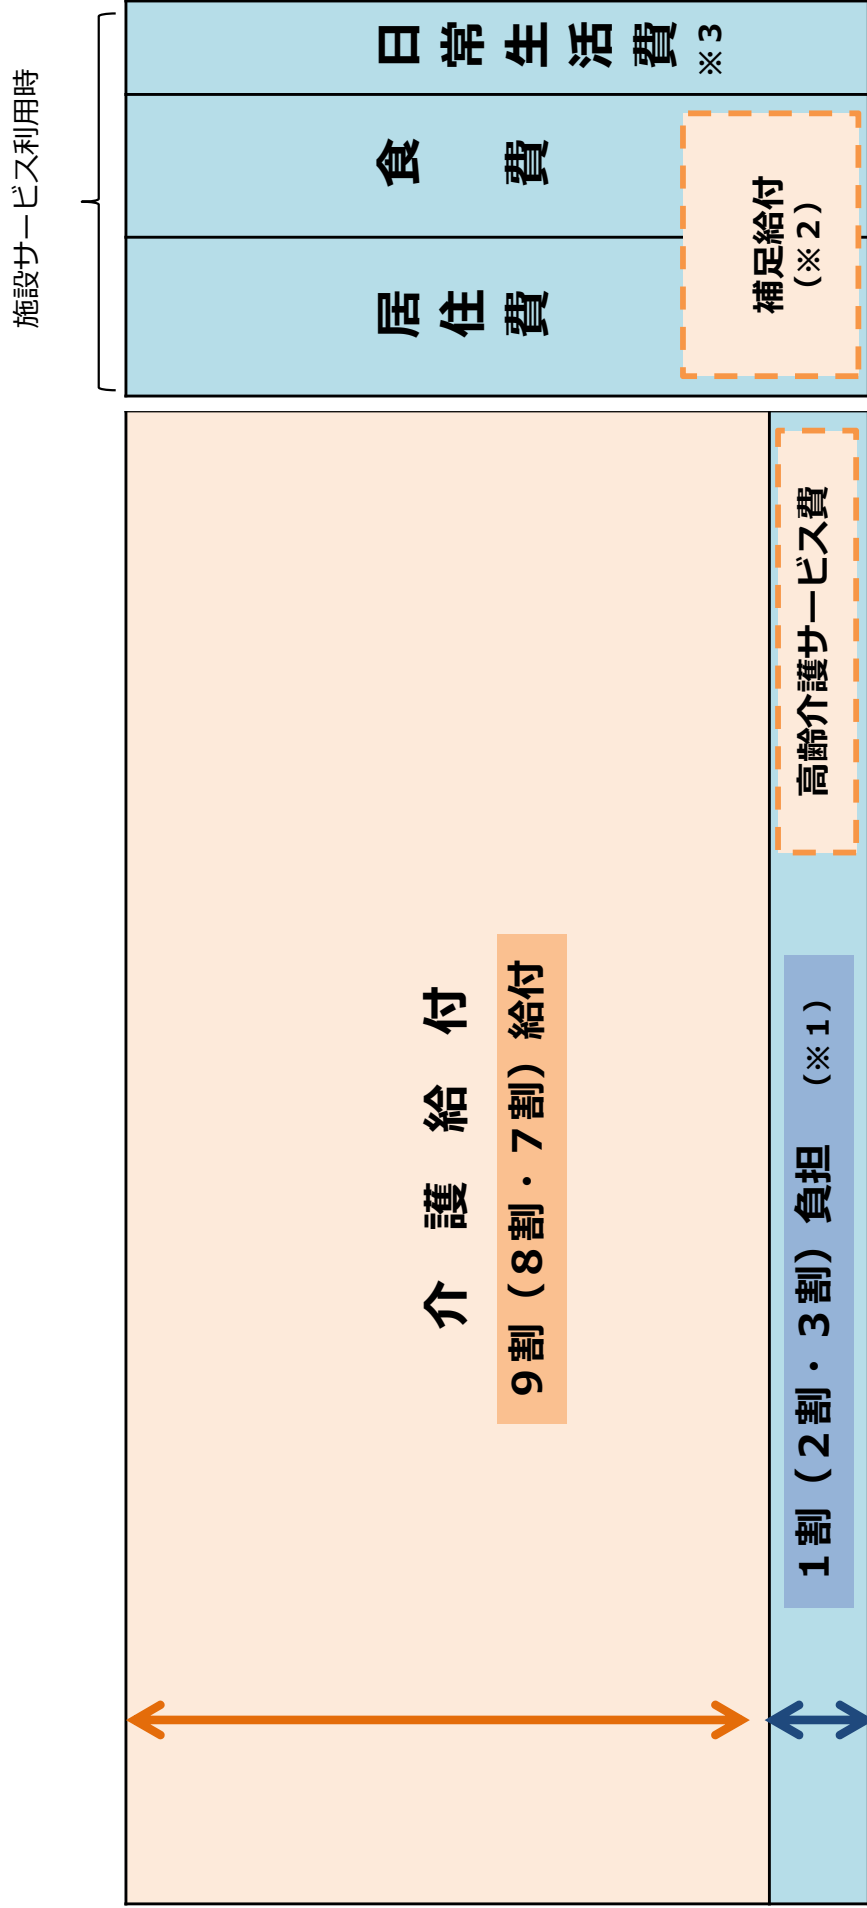 施設サービス利用時
介護給付
9割（8割・7割）給付
1割（2割・3割）負担　（※1）
高齢介護サービス費
居住費
食費
日常生活費
※3
補足給付
（※2）